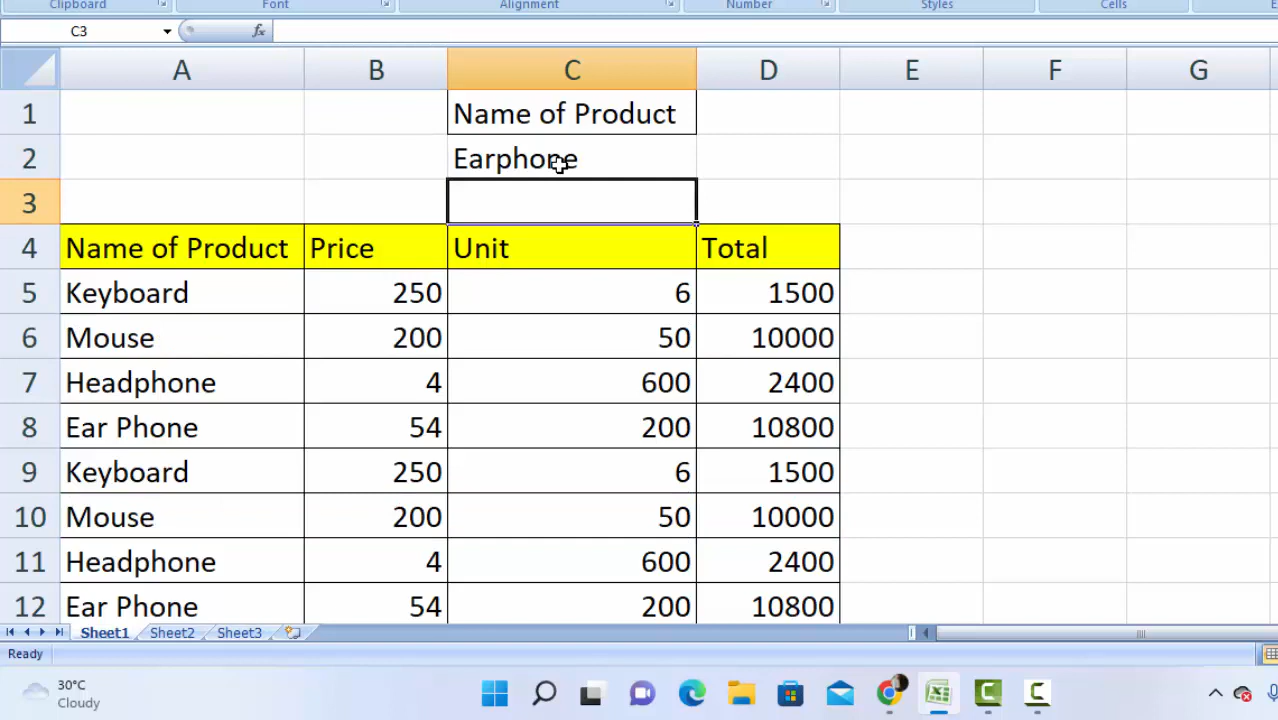 Clipboard Font Alignment Number Styles Cells
C3 fx
A B C D E F G
1 Name of Product
2 Earphone
3
4 Name of Product Price Unit Total
5 Keyboard 250 6 1500
6 Mouse 200 50 10000
7 Headphone 4 600 2400
8 Ear Phone 54 200 10800
9 Keyboard 250 6 1500
10 Mouse 200 50 10000
11 Headphone 4 600 2400
12 Ear Phone 54 200 10800
Sheet1 Sheet2 Sheet3
Ready
30°C
Cloudy